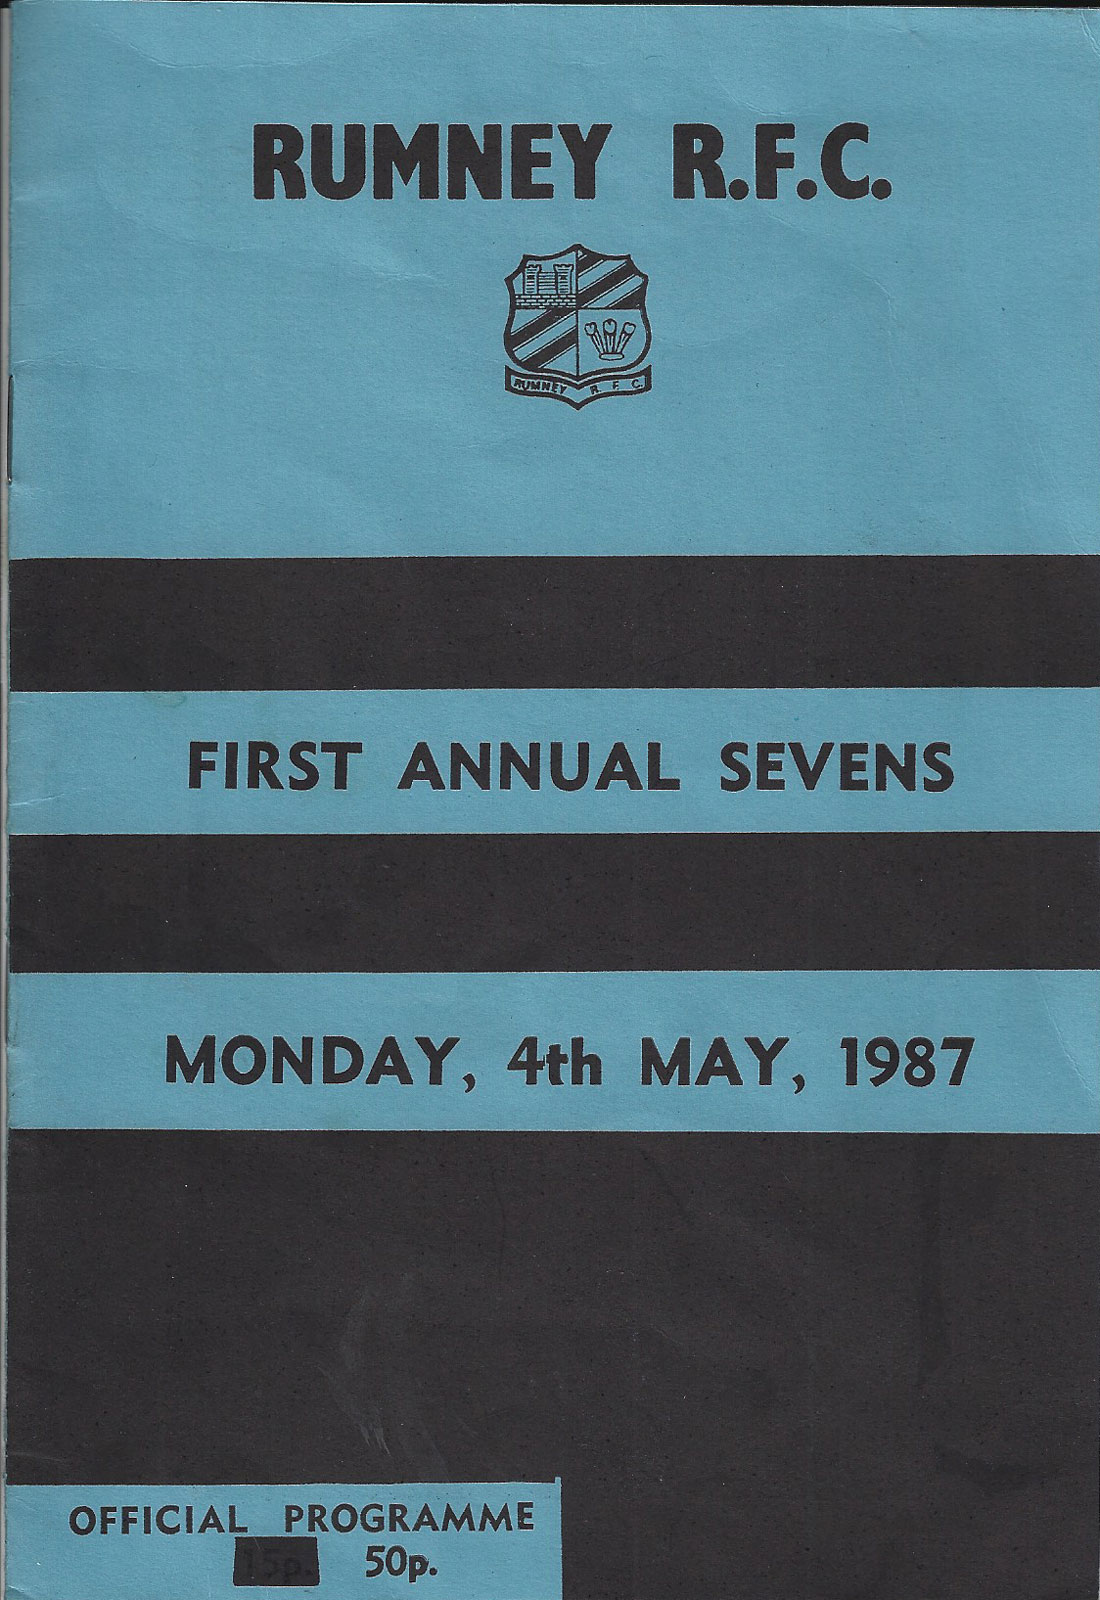 RUMNEY R.F.C.
RUMNEY R. F. C.
FIRST ANNUAL SEVENS
MONDAY, 4th MAY, 1987
OFFICIAL PROGRAMME
15p. 50p.